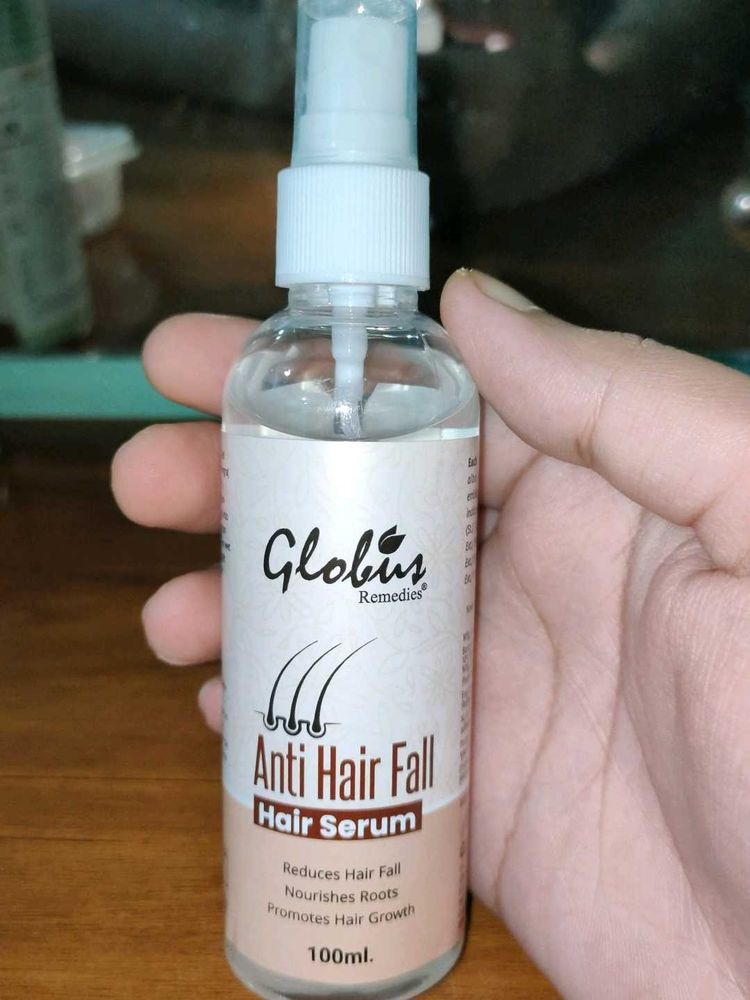 Globus
Remedies®
Anti Hair Fall
Hair Serum
Reduces Hair Fall
Nourishes Roots
Promotes Hair Growth
100ml.